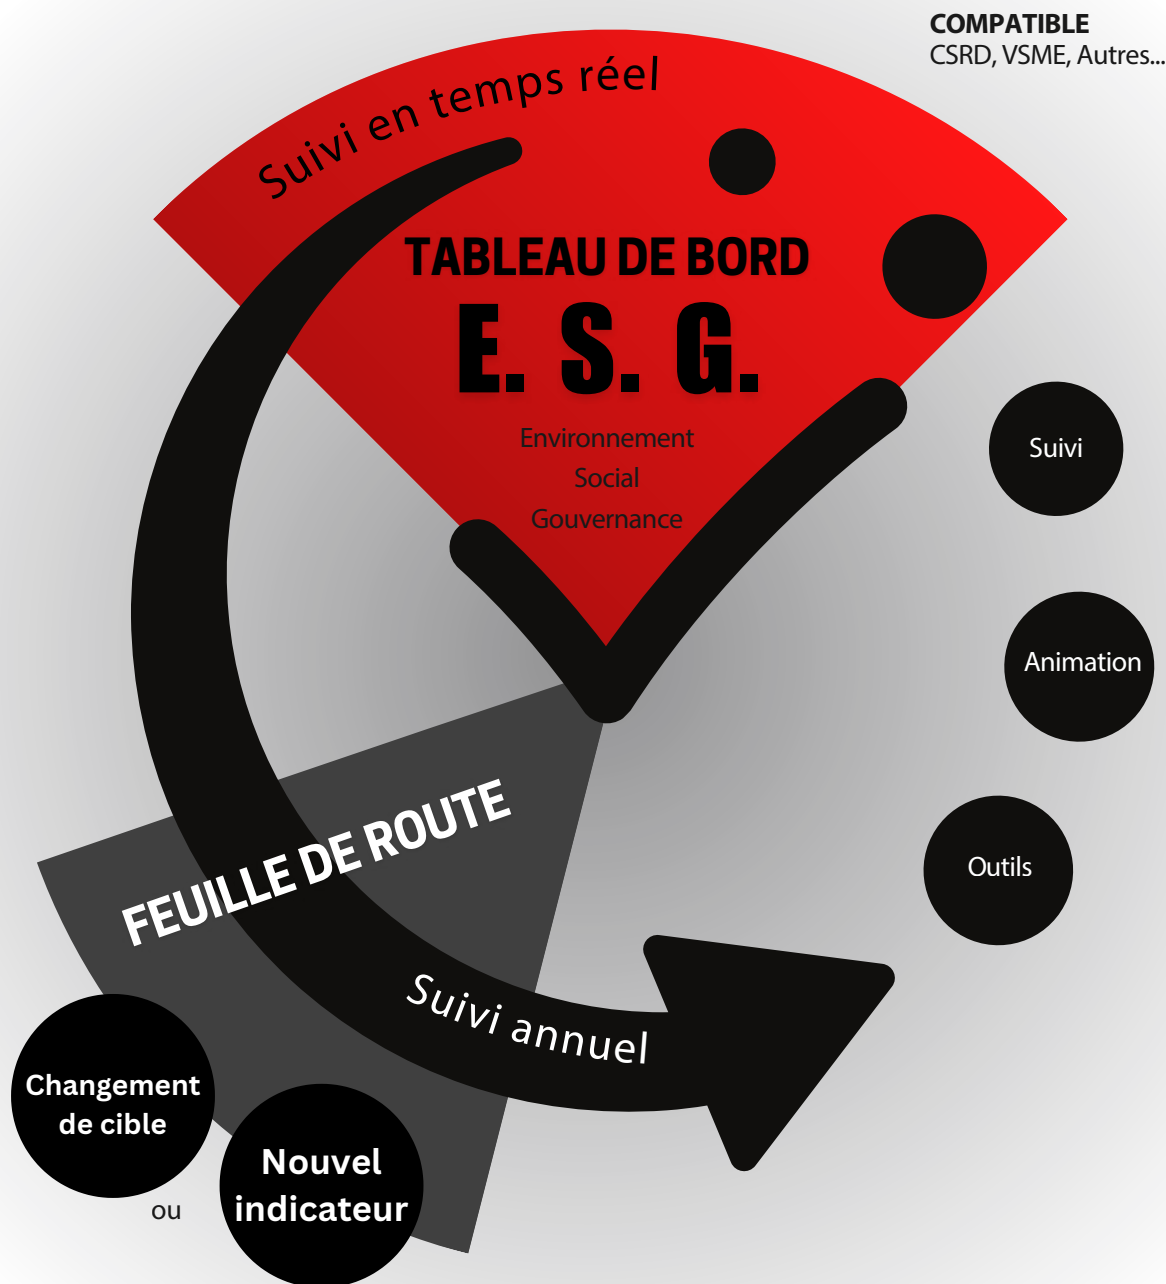 COMPATIBLE
CSRD, VSME, Autres...
Suivi en temps réel
TABLEAU DE BORD
E. S. G.
Environnement
Social
Gouvernance
Suivi
Animation
Outils
FEUILLE DE ROUTE
Suivi annuel
Changement
de cible
ou
Nouvel
indicateur